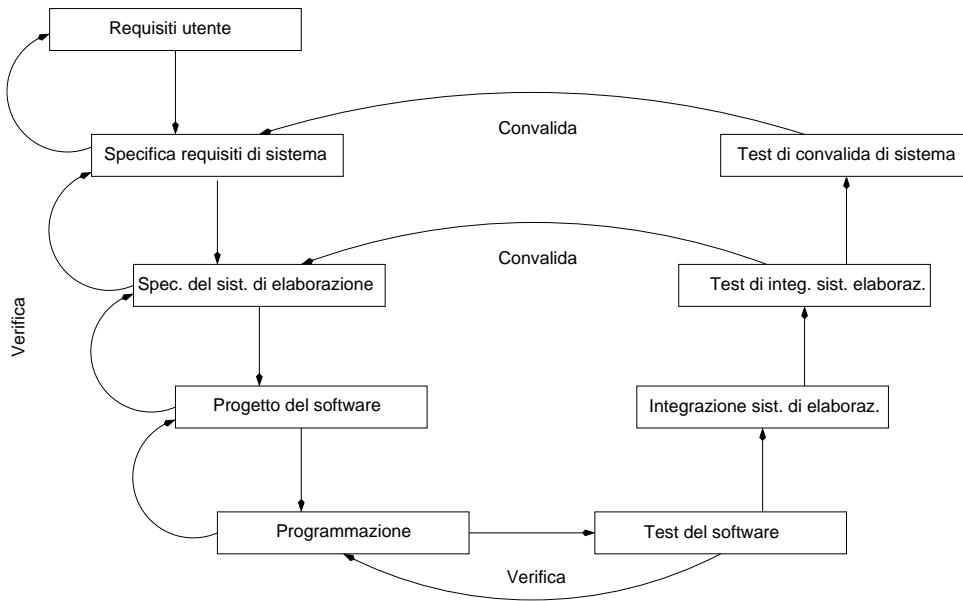 Requisiti utente
Convalida
Specifica requisiti di sistema
Test di convalida di sistema
Convalida
Spec. del sist. di elaborazione
Test di integ. sist. elaboraz.
Verifica
Progetto del software
Integrazione sist. di elaboraz.
Programmazione
Test del software
Verifica